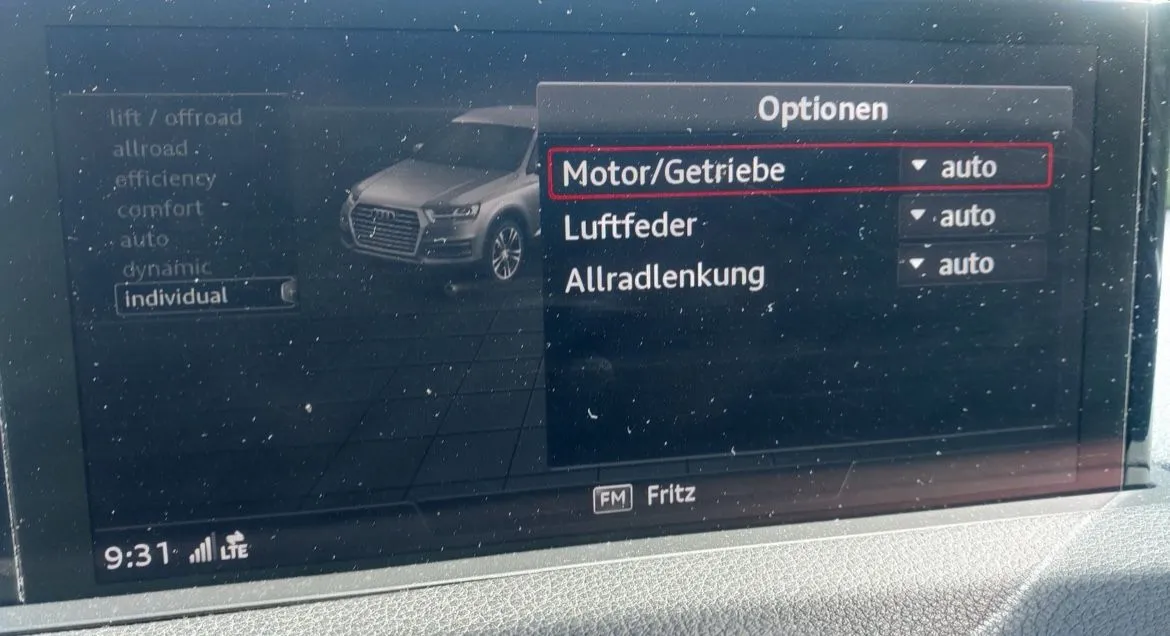 lift / offroad
allroad
efficiency
comfort
auto
dynamic
individual
Optionen
Motor/Getriebe auto
Luftfeder auto
Allradlenkung auto
FM Fritz
9:31 LTE